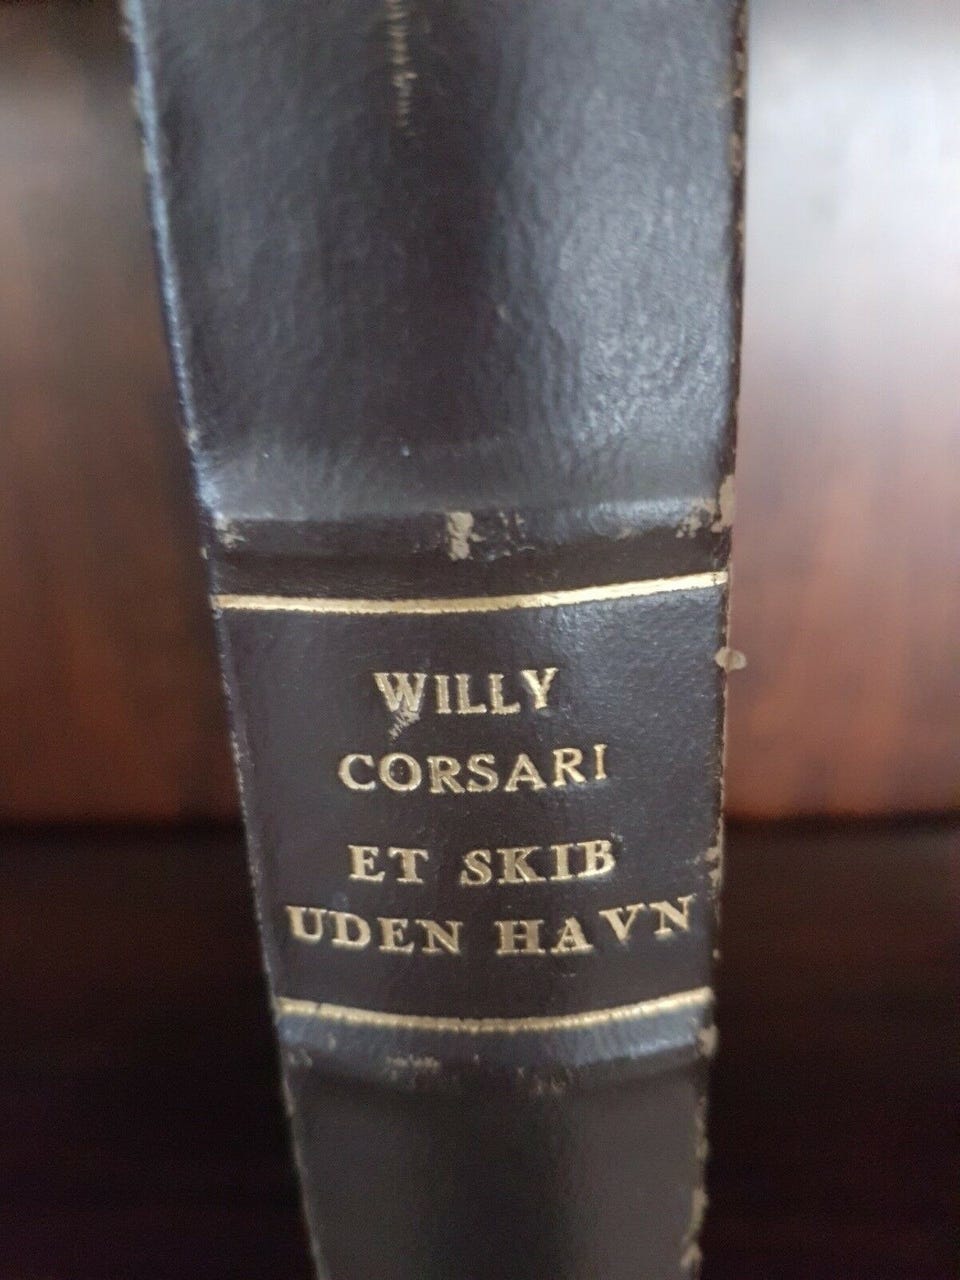 WILLY
CORSARI
ET SKIB
UDEN HAVN